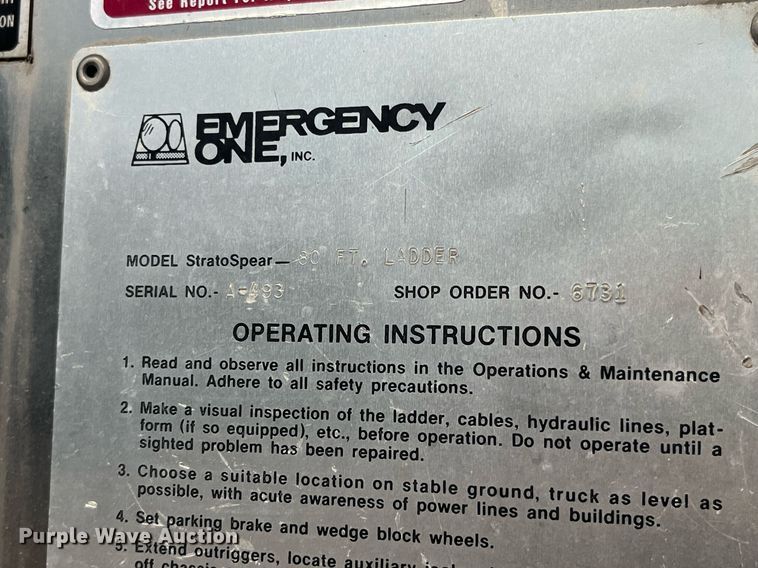 ON
See Report For
EMERGENCY
ONE, INC.
MODEL StratoSpear— 80 FT. LADDER
SERIAL NO.- A-493
SHOP ORDER NO.- 6731
OPERATING INSTRUCTIONS
1. Read and observe all instructions in the Operations & Maintenance
Manual. Adhere to all safety precautions.
2. Make a visual inspection of the ladder, cables, hydraulic lines, plat-
form (if so equipped), etc., before operation. Do not operate until a
sighted problem has been repaired.
3. Choose a suitable location on stable ground, truck as level as
possible, with acute awareness of power lines and buildings.
4. Set parking brake and wedge block wheels.
5. Extend outriggers, locate auxiliary
off
Purple Wave Auction